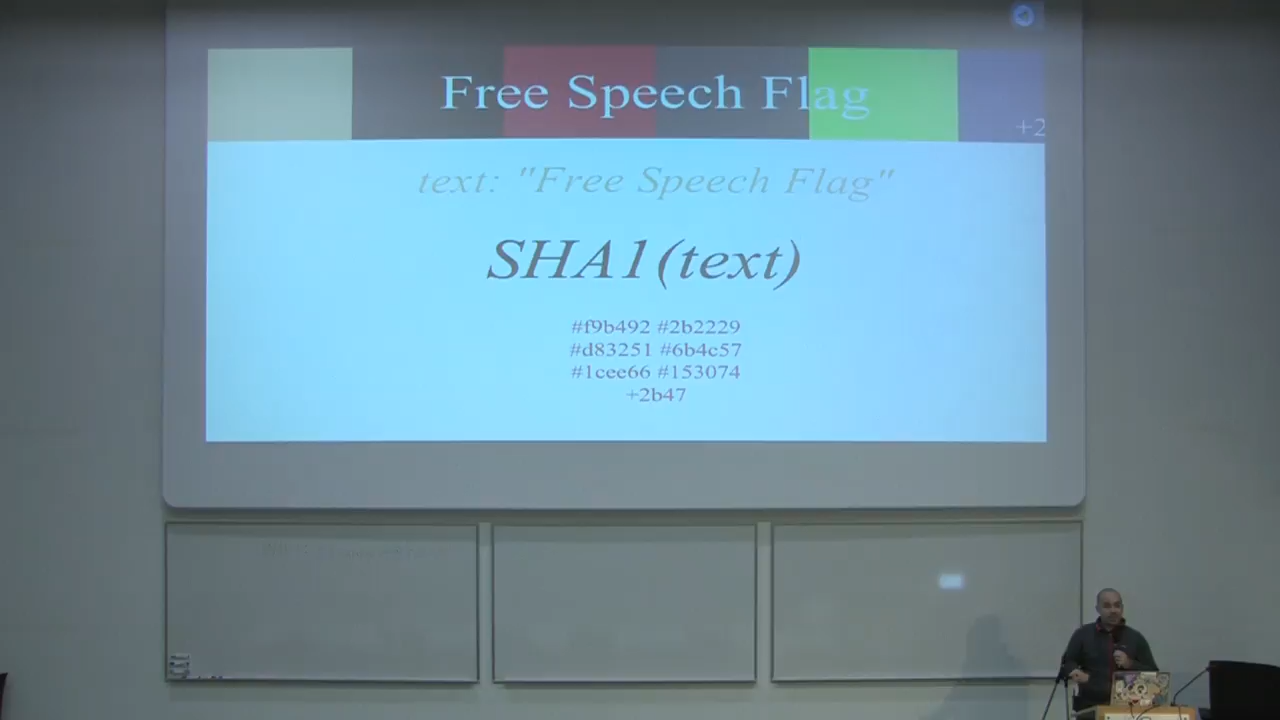 Free Speech Flag
+2
text: "Free Speech Flag"
SHA1(text)
#f9b492 #2b2229
#d83251 #6b4c57
#1cee66 #153074
+2b47